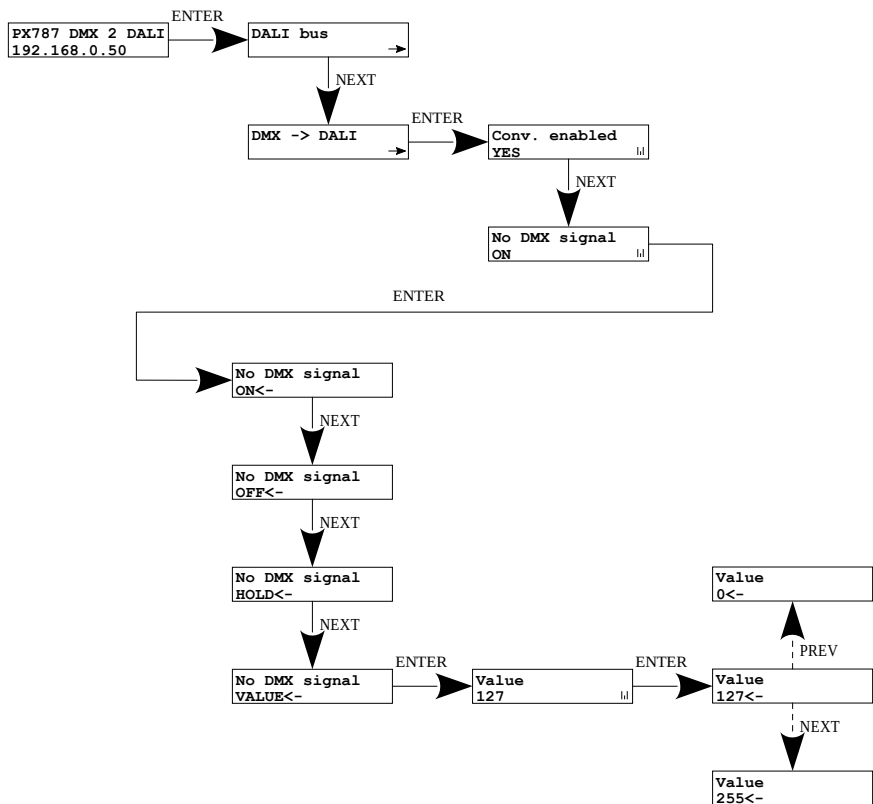 ENTER
PX787 DMX 2 DALI
192.168.0.50
DALI bus
NEXT
DMX -> DALI
ENTER
Conv. enabled
YES
NEXT
No DMX signal
ON
ENTER
No DMX signal
ON<-
NEXT
No DMX signal
OFF<-
NEXT
No DMX signal
HOLD<-
NEXT
No DMX signal
VALUE<-
ENTER
Value
127
ENTER
Value
127<-
PREV
Value
0<-
NEXT
Value
255<-